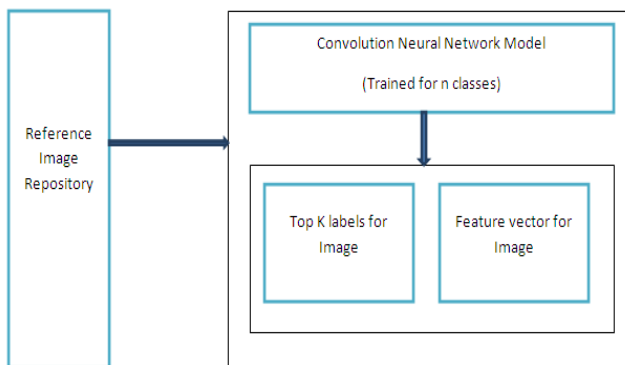 Convolution Neural Network Model
(Trained for n classes)
Reference
Image
Repository
Top K labels for
Image
Feature vector for
Image